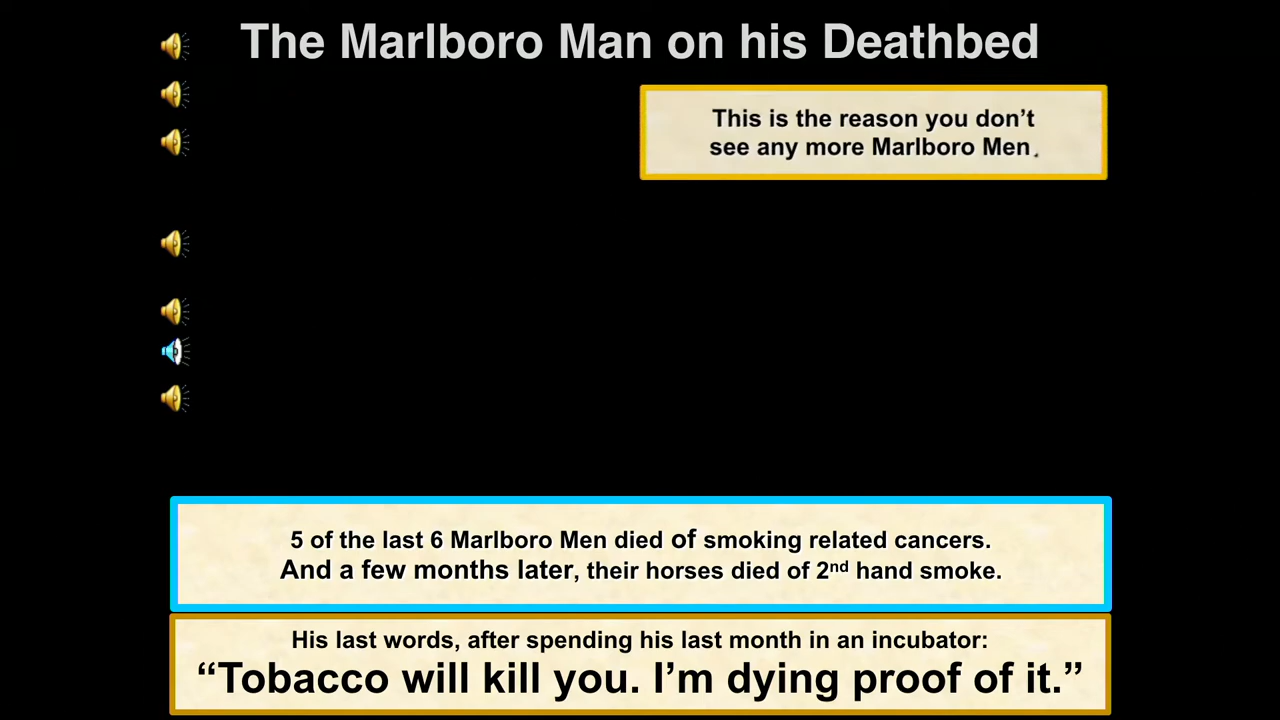 The Marlboro Man on his Deathbed
This is the reason you don’t
see any more Marlboro Men.
5 of the last 6 Marlboro Men died of smoking related cancers.
And a few months later, their horses died of 2nd hand smoke.
His last words, after spending his last month in an incubator:
“Tobacco will kill you. I’m dying proof of it.”